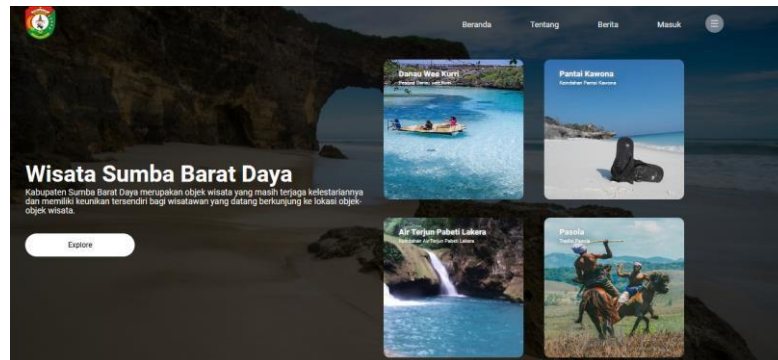 Beranda Tentang Berita Masuk
Danau Wee Kurri
Pantai Kawona
Keindahan Pantai Kawona
Wisata Sumba Barat Daya
Kabupaten Sumba Barat Daya merupakan objek wisata yang masih terjaga kelestariannya
dan memiliki keunikan tersendiri bagi wisatawan yang datang berkunjung ke lokasi objek-
objek wisata.
Explore
Air Terjun Pabeti Lakera
Keindahan Air Terjun Pabeti Lakera
Pasola